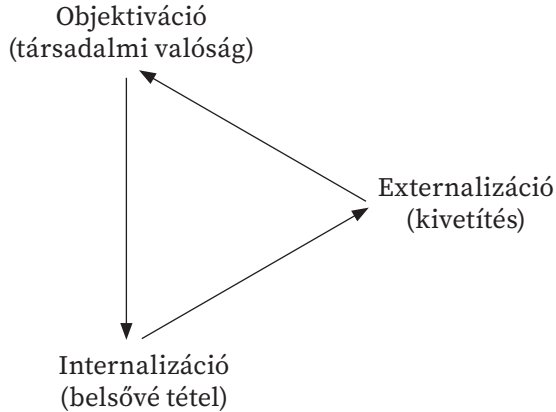 Objektiváció
(társadalmi valóság)
Externalizáció
(kivetítés)
Internalizáció
(belsővé tétel)